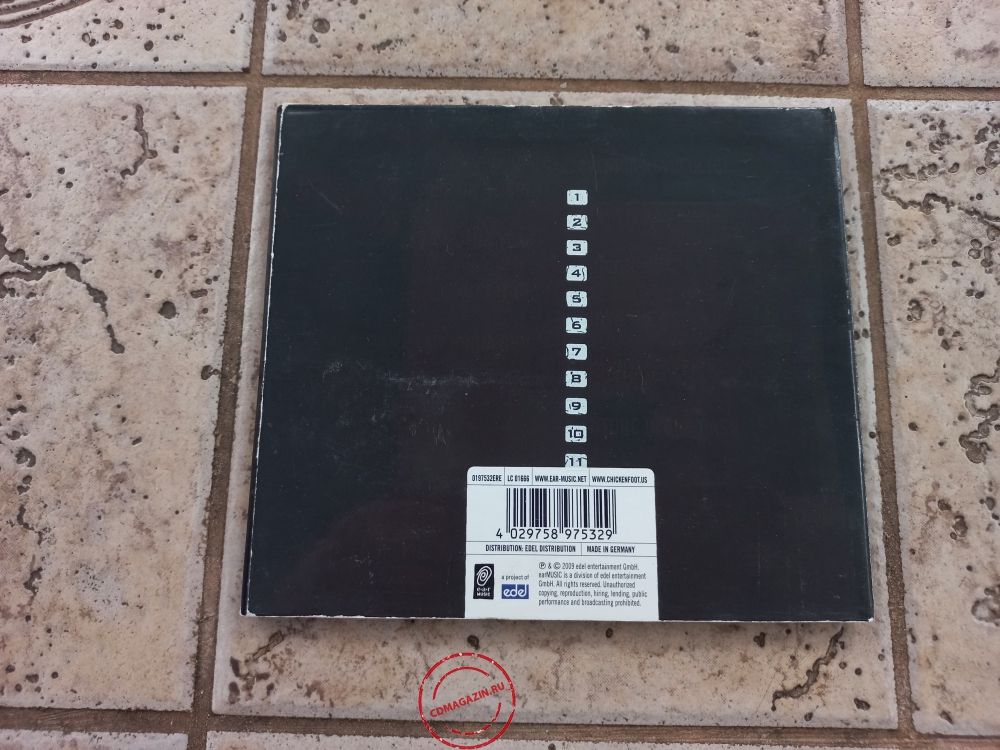 1
2
3
4
5
6
7
8
9
10
11
0197532ERE LC 01666 WWW.EAR-MUSIC.NET WWW.CHICKENFOOT.US
4 029758 975329
DISTRIBUTION: EDEL DISTRIBUTION MADE IN GERMANY
e·a·r
MUSIC
a project of
edel
℗ & © 2009 edel entertainment GmbH.
earMUSIC is a division of edel entertainment
GmbH. All rights reserved. Unauthorized
copying, reproduction, hiring, lending, public
performance and broadcasting prohibited.
CDMAGAZIN.RU